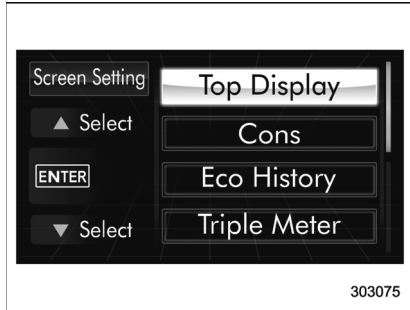 Screen Setting
▲ Select
ENTER
▼ Select
Top Display
Cons
Eco History
Triple Meter
303075